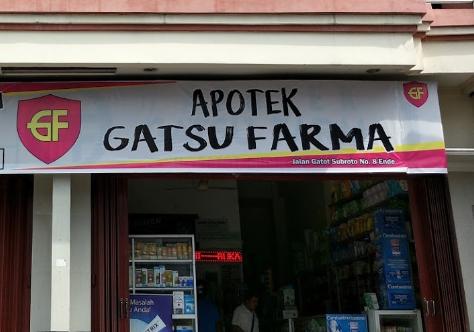 GF
APOTEK
GF
GATSU FARMA
Jalan Gatot Subroto No. 8 Ende
BUKA
Masalah
Anda?